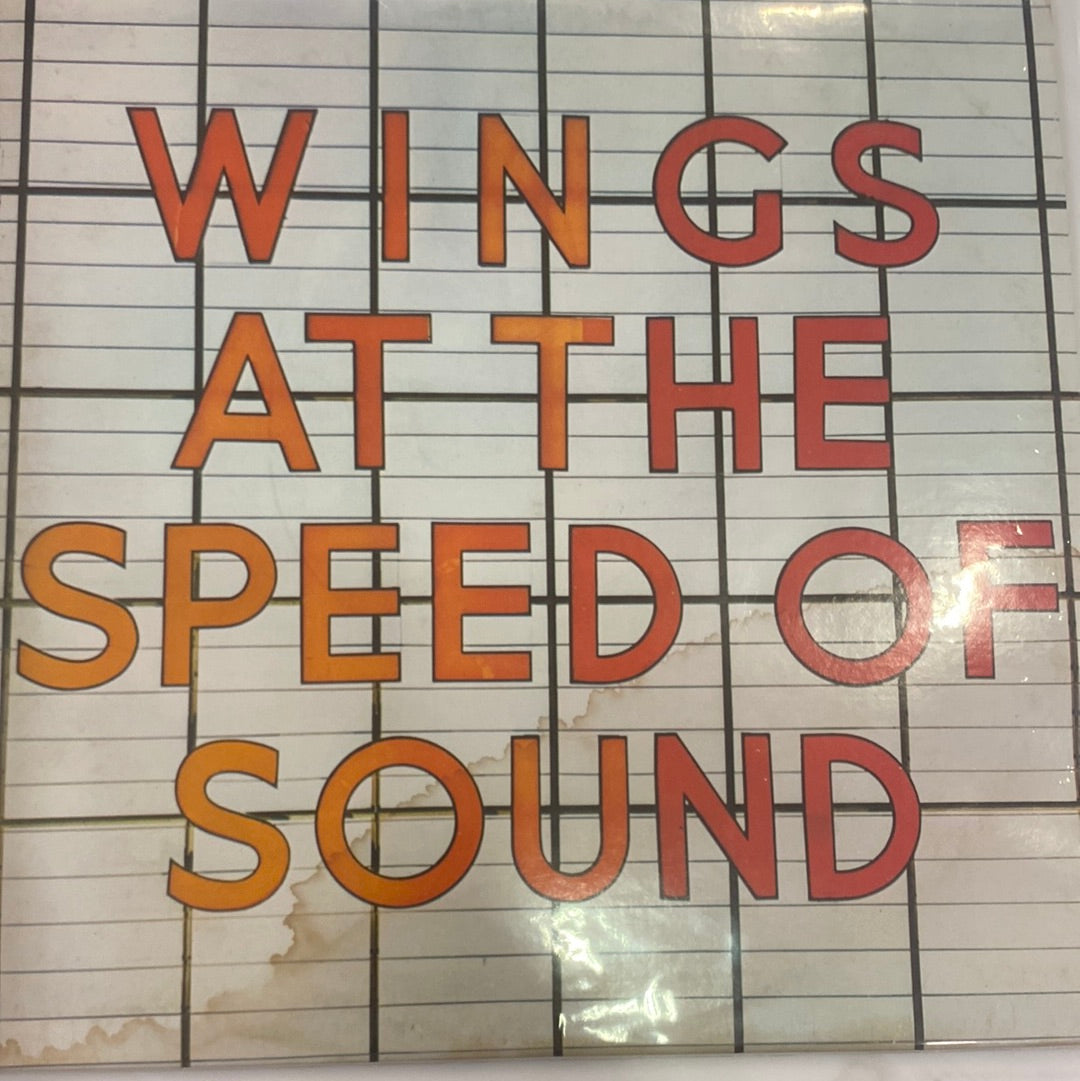 WINGS
AT THE
SPEED OF
SOUND